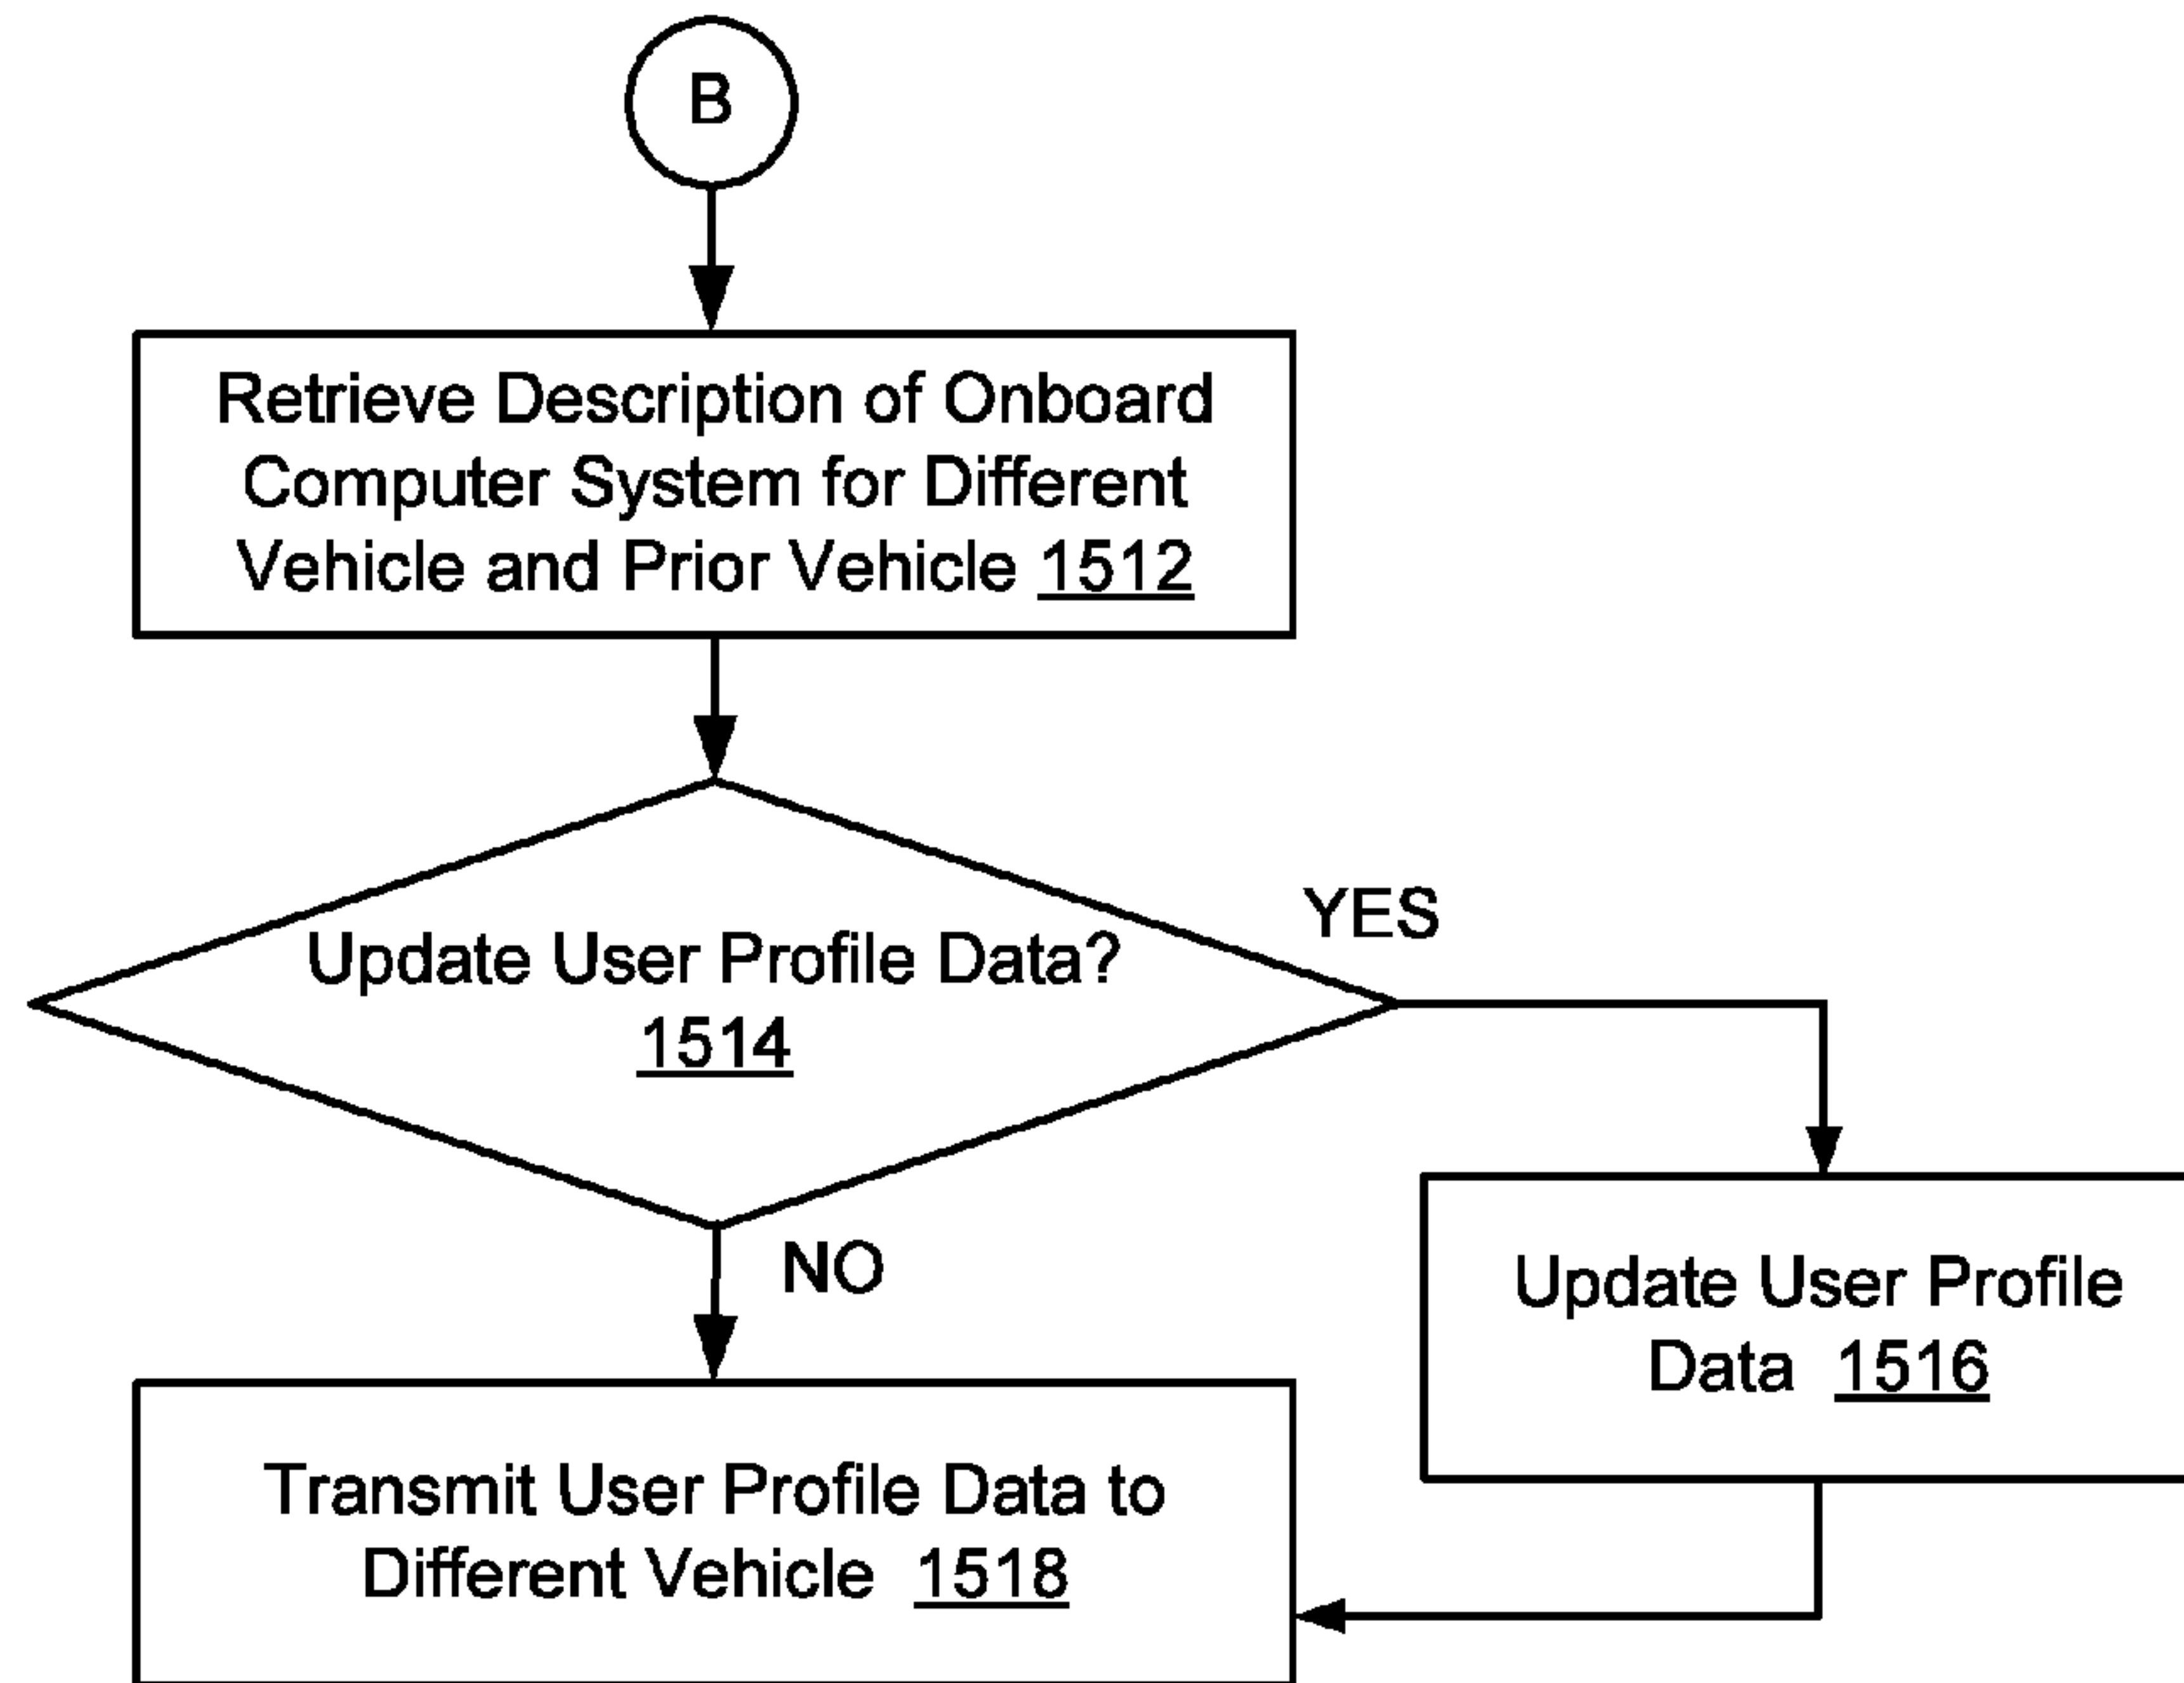 B
Retrieve Description of Onboard
Computer System for Different
Vehicle and Prior Vehicle 1512
Update User Profile Data?
1514
YES
NO
Update User Profile
Data 1516
Transmit User Profile Data to
Different Vehicle 1518